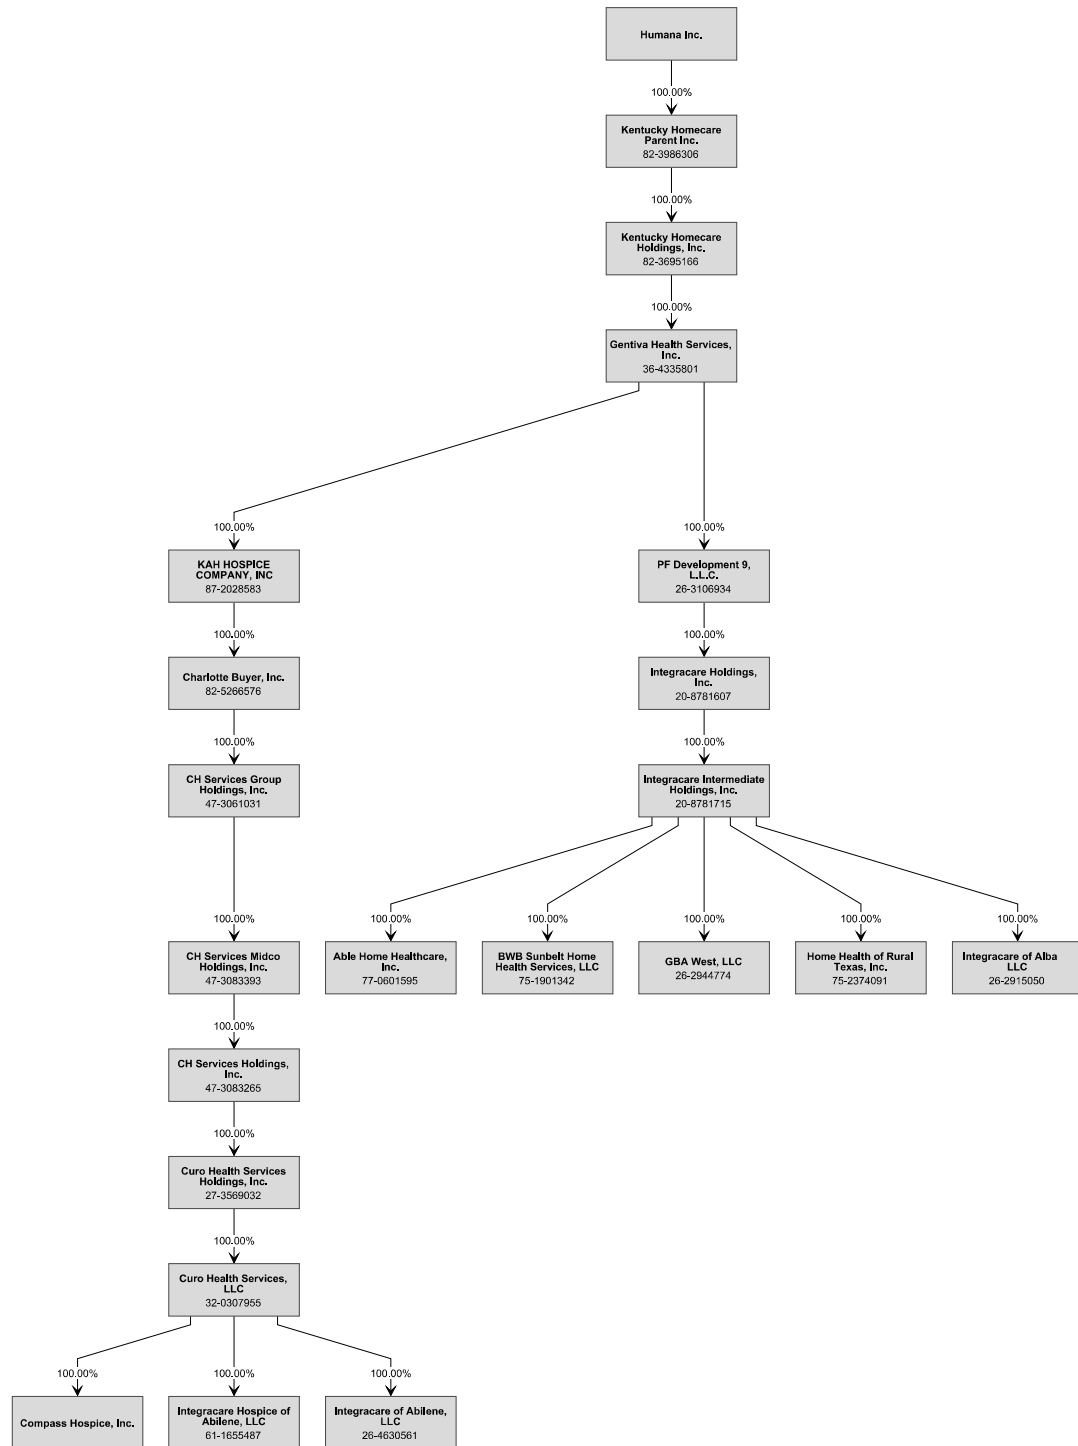 Humana Inc.
100.00%
Kentucky Homecare
Parent Inc.
82-3986306
100.00%
Kentucky Homecare
Holdings, Inc.
82-3695166
100.00%
Gentiva Health Services,
Inc.
36-4335801
100.00%
100.00%
KAH HOSPICE
COMPANY, INC
87-2028583
PF Development 9,
L.L.C.
26-3106934
100.00%
100.00%
Charlotte Buyer, Inc.
82-5266576
Integracare Holdings,
Inc.
20-8781607
100.00%
100.00%
CH Services Group
Holdings, Inc.
47-3061031
Integracare Intermediate
Holdings, Inc.
20-8781715
100.00%
100.00%
100.00%
100.00%
100.00%
100.00%
CH Services Midco
Holdings, Inc.
47-3083393
Able Home Healthcare,
Inc.
77-0601595
BWB Sunbelt Home
Health Services, LLC
75-1901342
GBA West, LLC
26-2944774
Home Health of Rural
Texas, Inc.
75-2374091
Integracare of Alba
LLC
26-2915050
100.00%
CH Services Holdings,
Inc.
47-3083265
100.00%
Curo Health Services
Holdings, Inc.
27-3569032
100.00%
Curo Health Services,
LLC
32-0307955
100.00%
100.00%
100.00%
Compass Hospice, Inc.
Integracare Hospice of
Abilene, LLC
61-1655487
Integracare of Abilene,
LLC
26-4630561